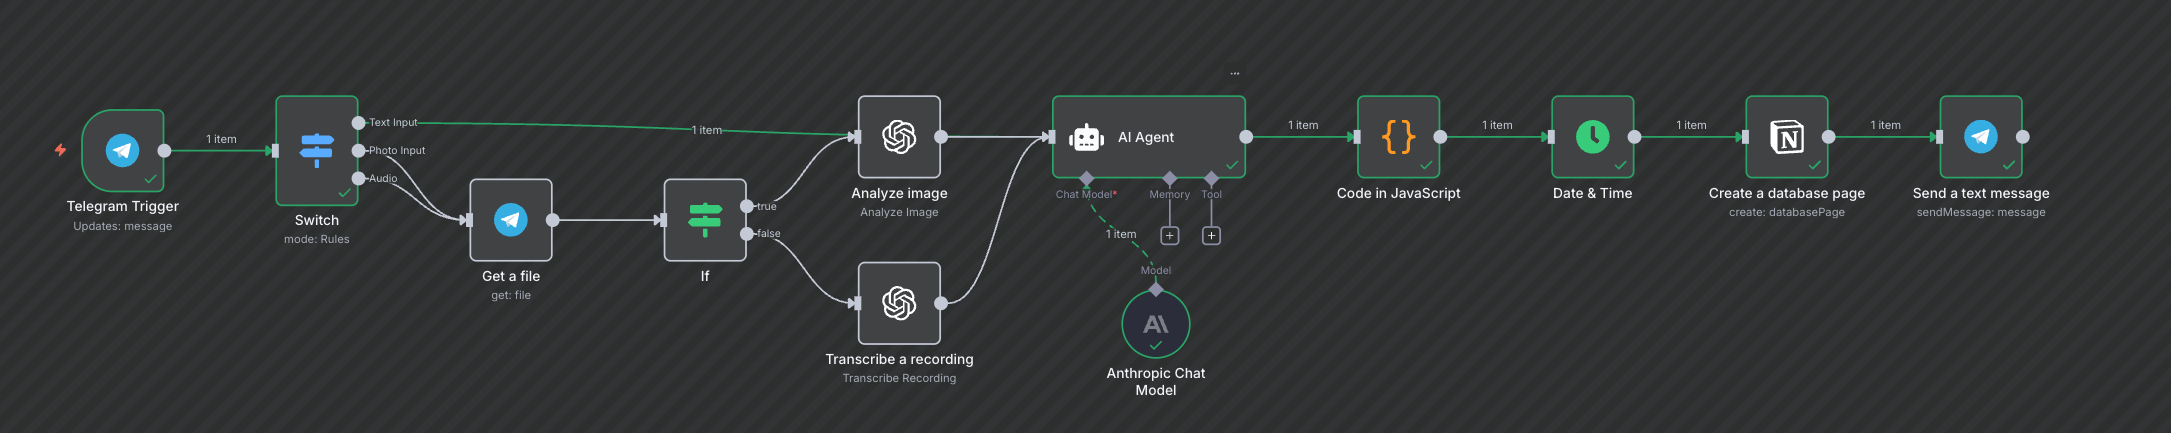 1 item
Telegram Trigger
Updates: message
Switch
mode: Rules
Text Input
Photo Input
Audio
1 item
Get a file
get: file
If
true
false
Analyze image
Analyze Image
Transcribe a recording
Transcribe Recording
...
AI Agent
Chat Model*
Memory
Tool
+
+
1 item
Model
Anthropic Chat
Model
1 item
Code in JavaScript
1 item
Date & Time
1 item
Create a database page
create: databasePage
1 item
Send a text message
sendMessage: message